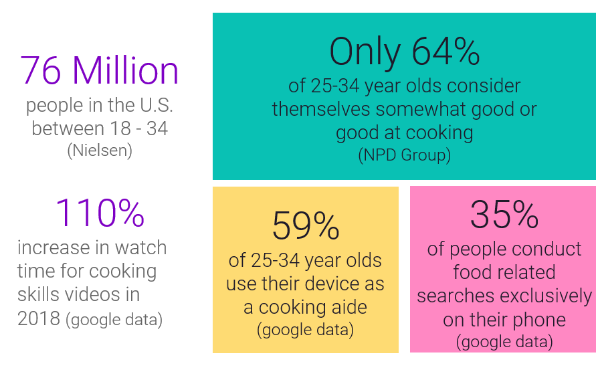 76 Million
people in the U.S.
between 18 - 34
(Nielsen)
Only 64%
of 25-34 year olds consider
themselves somewhat good or
good at cooking
(NPD Group)
110%
increase in watch
time for cooking
skills videos in
2018 (google data)
59%
of 25-34 year olds
use their device as
a cooking aide
(google data)
35%
of people conduct
food related
searches exclusively
on their phone
(google data)